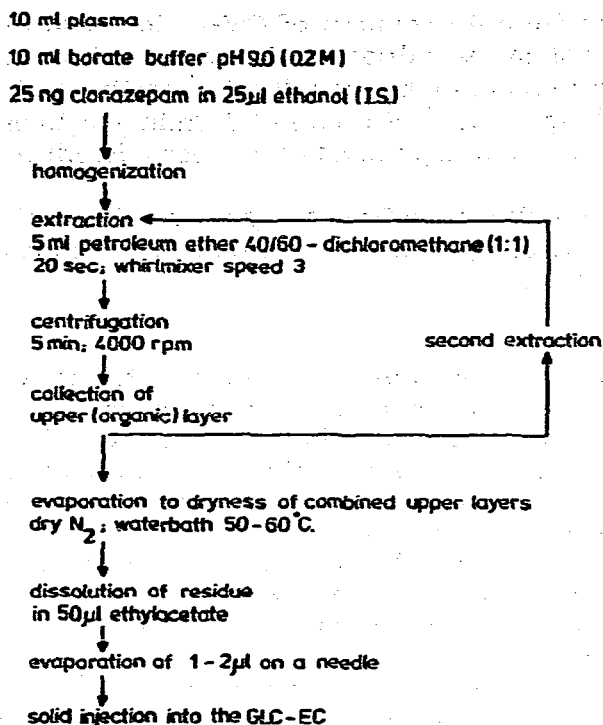 1.0 ml plasma
1.0 ml borate buffer pH 9.0 (0.2 M)
25 ng clonazepam in 25 µl ethanol (I.S.)
homogenization
extraction
5 ml petroleum ether 40/60 - dichloromethane (1:1)
20 sec; whirlmixer speed 3
centrifugation
5 min; 4000 rpm
second extraction
collection of
upper (organic) layer
evaporation to dryness of combined upper layers
dry N2; waterbath 50-60°C.
dissolution of residue
in 50 µl ethylacetate
evaporation of 1-2 µl on a needle
solid injection into the GLC-EC